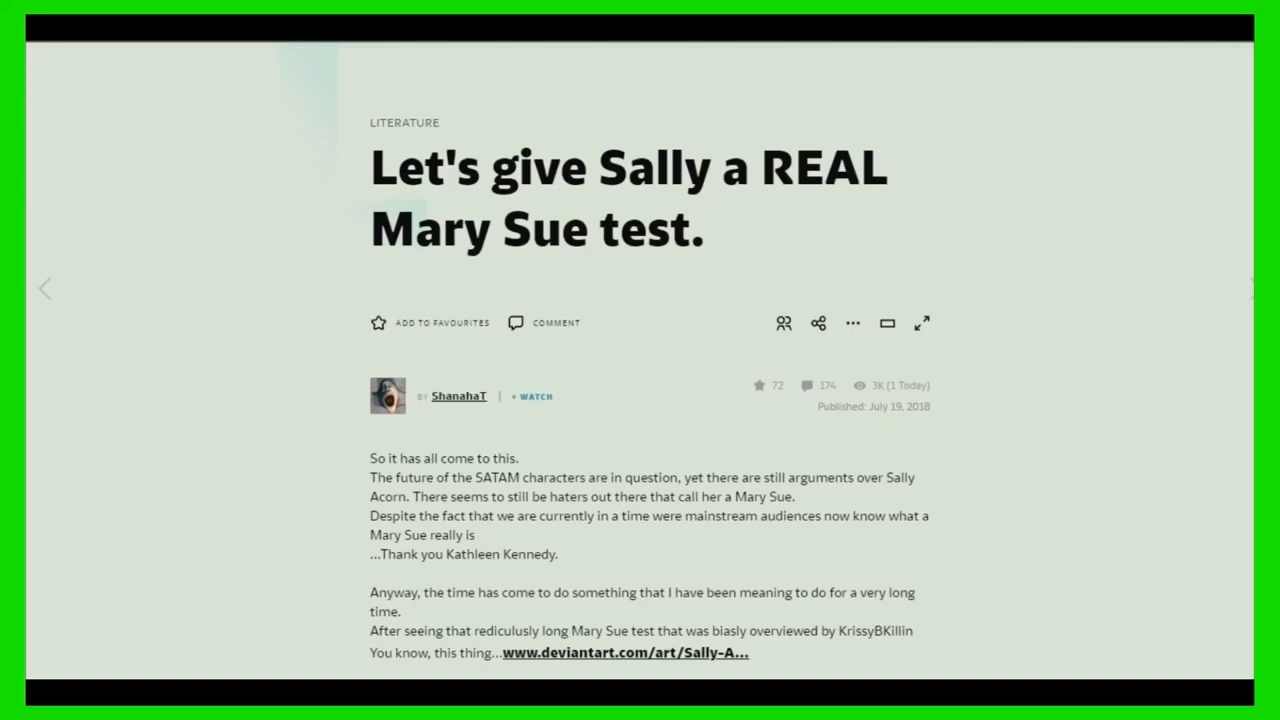 LITERATURE
Let's give Sally a REAL
Mary Sue test.
ADD TO FAVOURITES COMMENT
BY ShanahaT | + WATCH
72 174 3K (1 Today)
Published: July 19, 2018
So it has all come to this.
The future of the SATAM characters are in question, yet there are still arguments over Sally
Acorn. There seems to still be haters out there that call her a Mary Sue.
Despite the fact that we are currently in a time were mainstream audiences now know what a
Mary Sue really is
...Thank you Kathleen Kennedy.
Anyway, the time has come to do something that I have been meaning to do for a very long
time.
After seeing that rediculusly long Mary Sue test that was biasly overviewed by KrissyBKillin
You know, this thing...www.deviantart.com/art/Sally-A...